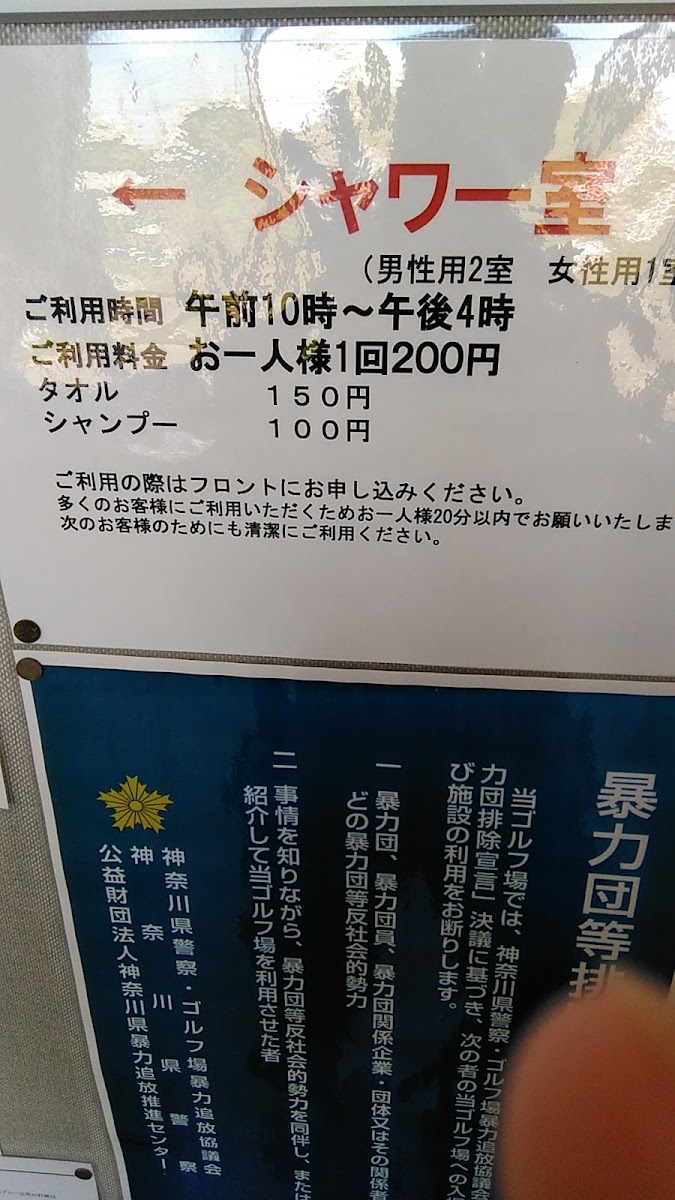 ← シャワー室
（男性用2室　女性用1室
ご利用時間 午前10時～午後4時
ご利用料金 お一人様1回200円
タオル １５０円
シャンプー １００円
ご利用の際はフロントにお申し込みください。
多くのお客様にご利用いただくためお一人様20分以内でお願いいたしま
次のお客様のためにも清潔にご利用ください。
暴力団等排
当ゴルフ場では、神奈川県警察・ゴルフ場暴力追放協議会
力団排除宣言」決議に基づき、次の者の当ゴルフ場への入場
び施設の利用をお断りします。
一 暴力団、暴力団員、暴力団関係企業・団体又はその関係者
どの暴力団等反社会的勢力
二 事情を知りながら、暴力団等反社会的勢力を同伴し、または
紹介して当ゴルフ場を利用させた者
神奈川県警察・ゴルフ場暴力追放協議会
神奈川県警察
公益財団法人神奈川県暴力追放推進センター